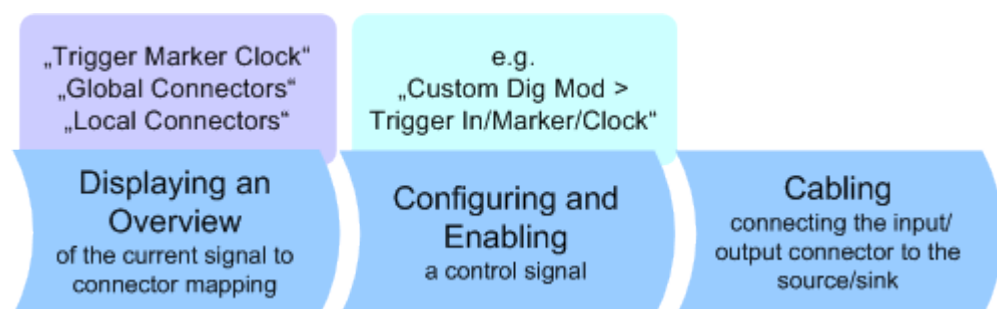 „Trigger Marker Clock“
„Global Connectors“
„Local Connectors“
Displaying an
Overview
of the current signal to
connector mapping
e.g.
„Custom Dig Mod >
Trigger In/Marker/Clock“
Configuring and
Enabling
a control signal
Cabling
connecting the input/
output connector to the
source/sink